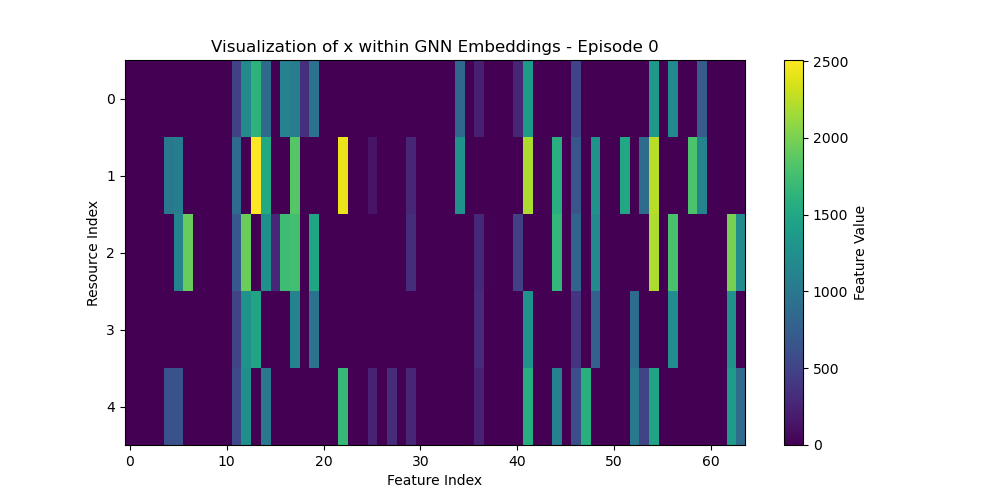 Visualization of x within GNN Embeddings - Episode 0
Resource Index
0
1
2
3
4
0 10 20 30 40 50 60
Feature Index
2500
2000
1500
1000
500
0
Feature Value